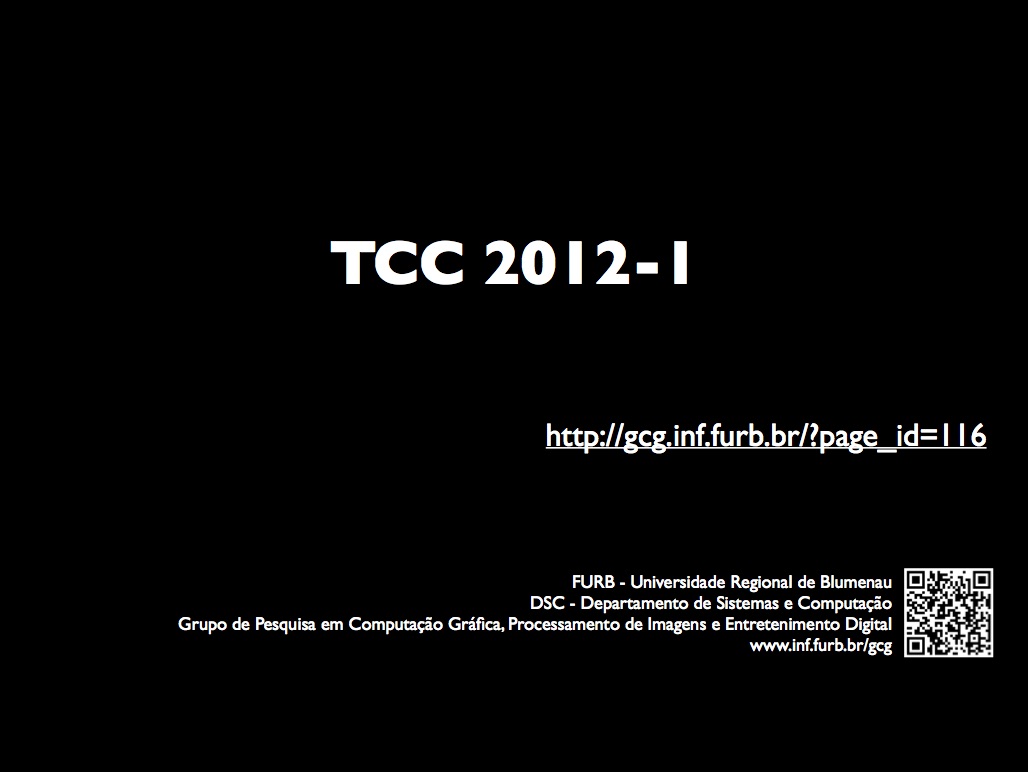 TCC 2012-1
http://gcg.inf.furb.br/?page_id=116
FURB - Universidade Regional de Blumenau
DSC - Departamento de Sistemas e Computação
Grupo de Pesquisa em Computação Gráfica, Processamento de Imagens e Entretenimento Digital
www.inf.furb.br/gcg